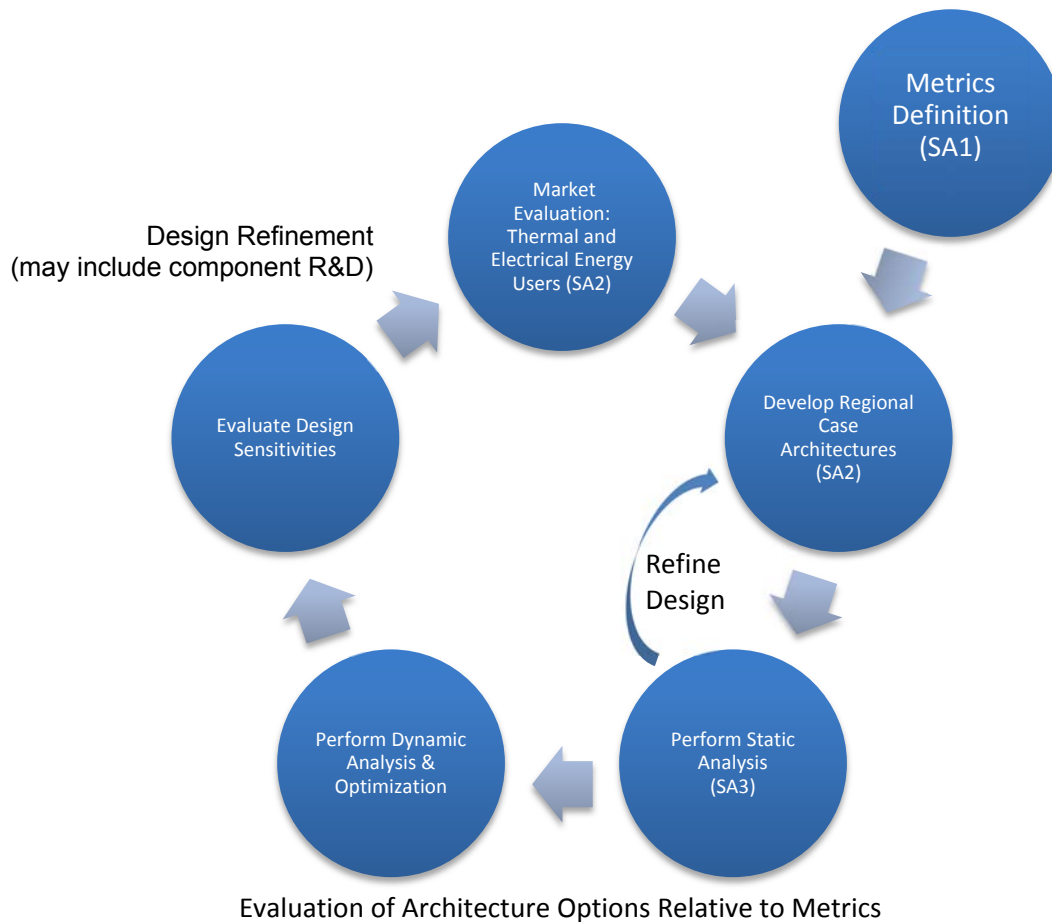 Metrics
Definition
(SA1)
Market
Evaluation:
Thermal and
Electrical Energy
Users (SA2)
Design Refinement
(may include component R&D)
Develop Regional
Case
Architectures
(SA2)
Evaluate Design
Sensitivities
Refine
Design
Perform Static
Analysis
(SA3)
Perform Dynamic
Analysis &
Optimization
Evaluation of Architecture Options Relative to Metrics